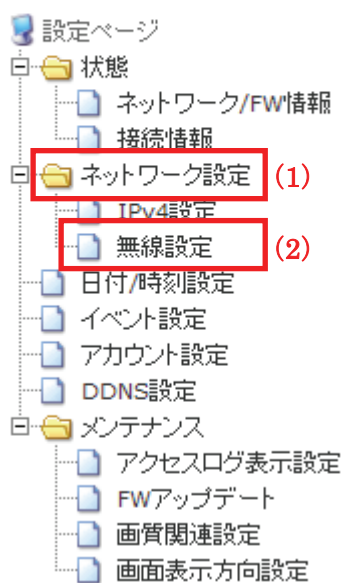 設定ページ
状態
ネットワーク/FW情報
接続情報
ネットワーク設定 (1)
IPv4設定
無線設定 (2)
日付/時刻設定
イベント設定
アカウント設定
DDNS設定
メンテナンス
アクセスログ表示設定
FWアップデート
画質関連設定
画面表示方向設定